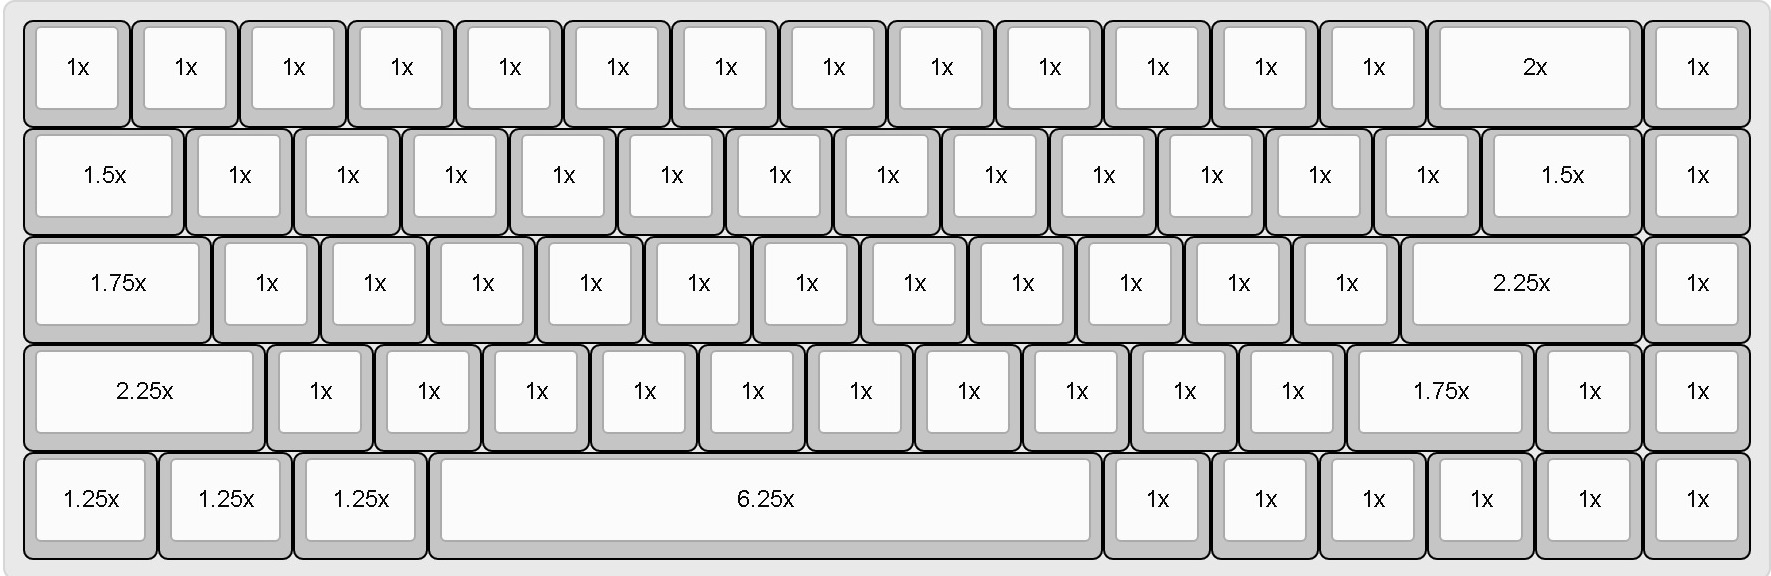 1x 1x 1x 1x 1x 1x 1x 1x 1x 1x 1x 1x 1x 2x 1x
1.5x 1x 1x 1x 1x 1x 1x 1x 1x 1x 1x 1x 1x 1.5x 1x
1.75x 1x 1x 1x 1x 1x 1x 1x 1x 1x 1x 1x 2.25x 1x
2.25x 1x 1x 1x 1x 1x 1x 1x 1x 1x 1x 1.75x 1x 1x
1.25x 1.25x 1.25x 6.25x 1x 1x 1x 1x 1x 1x